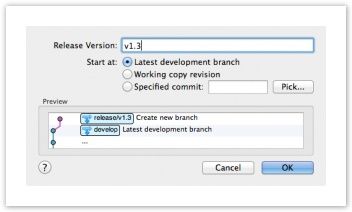 Release Version: v1.3
Start at: Latest development branch
Working copy revision
Specified commit: Pick...
Preview
release/v1.3 Create new branch
develop Latest development branch
...
? Cancel OK